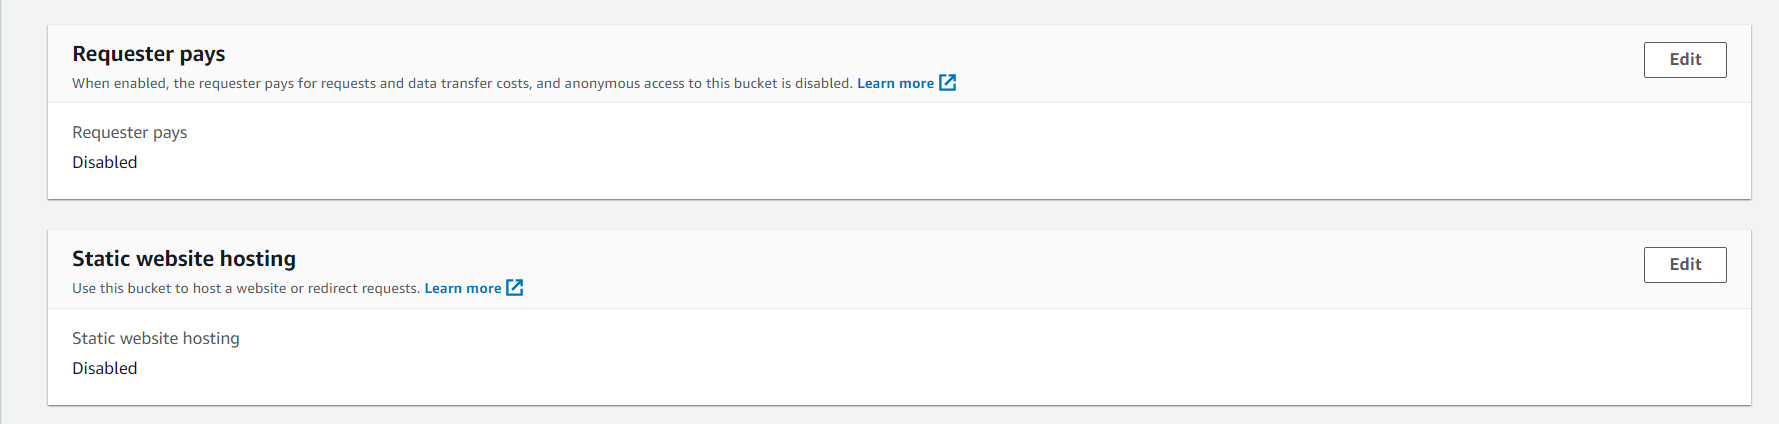 Requester pays
Edit
When enabled, the requester pays for requests and data transfer costs, and anonymous access to this bucket is disabled. Learn more
Requester pays
Disabled
Static website hosting
Edit
Use this bucket to host a website or redirect requests. Learn more
Static website hosting
Disabled